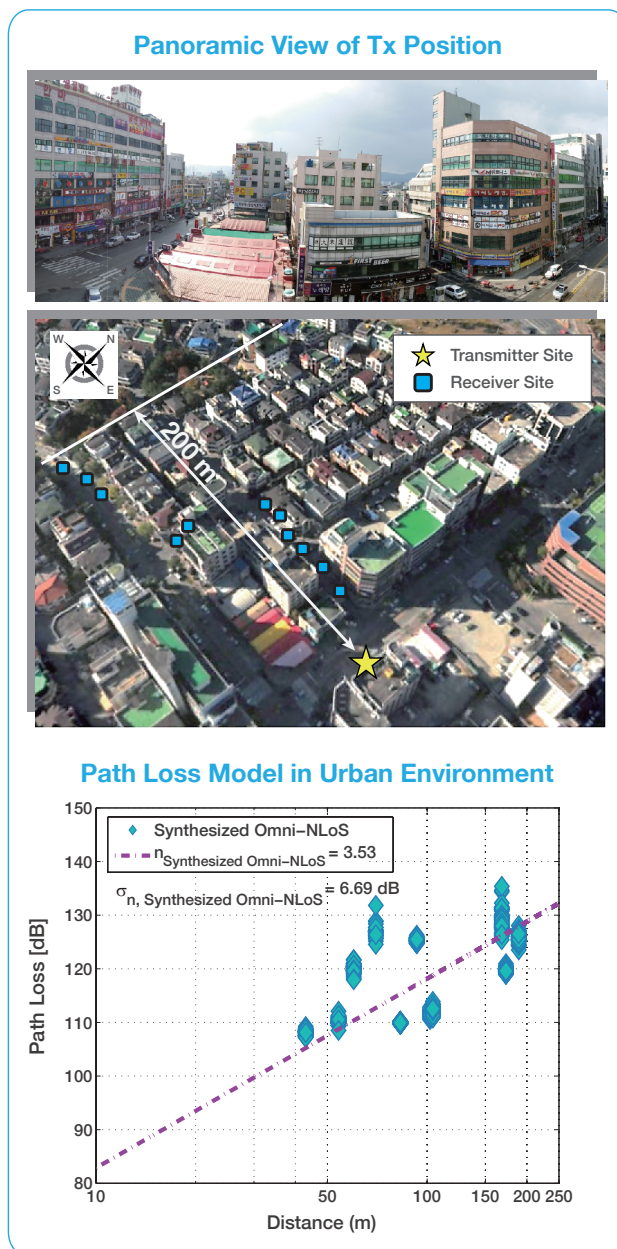 Panoramic View of Tx Position
FIRST BEER
W
N
S
E
Transmitter Site
Receiver Site
200 m
Path Loss Model in Urban Environment
150
140
130
120
110
100
90
80
Path Loss [dB]
Synthesized Omni-NLoS
n Synthesized Omni-NLoS = 3.53
σn, Synthesized Omni-NLoS = 6.69 dB
10
50
100
150
200
250
Distance (m)